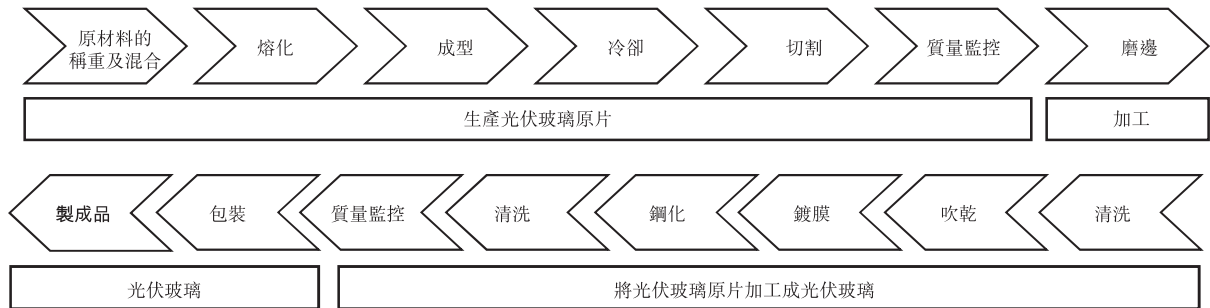 原材料的
稱重及混合
熔化
成型
冷卻
切割
質量監控
磨邊
生產光伏玻璃原片
加工
製成品
包裝
質量監控
清洗
鋼化
鍍膜
吹乾
清洗
光伏玻璃
將光伏玻璃原片加工成光伏玻璃